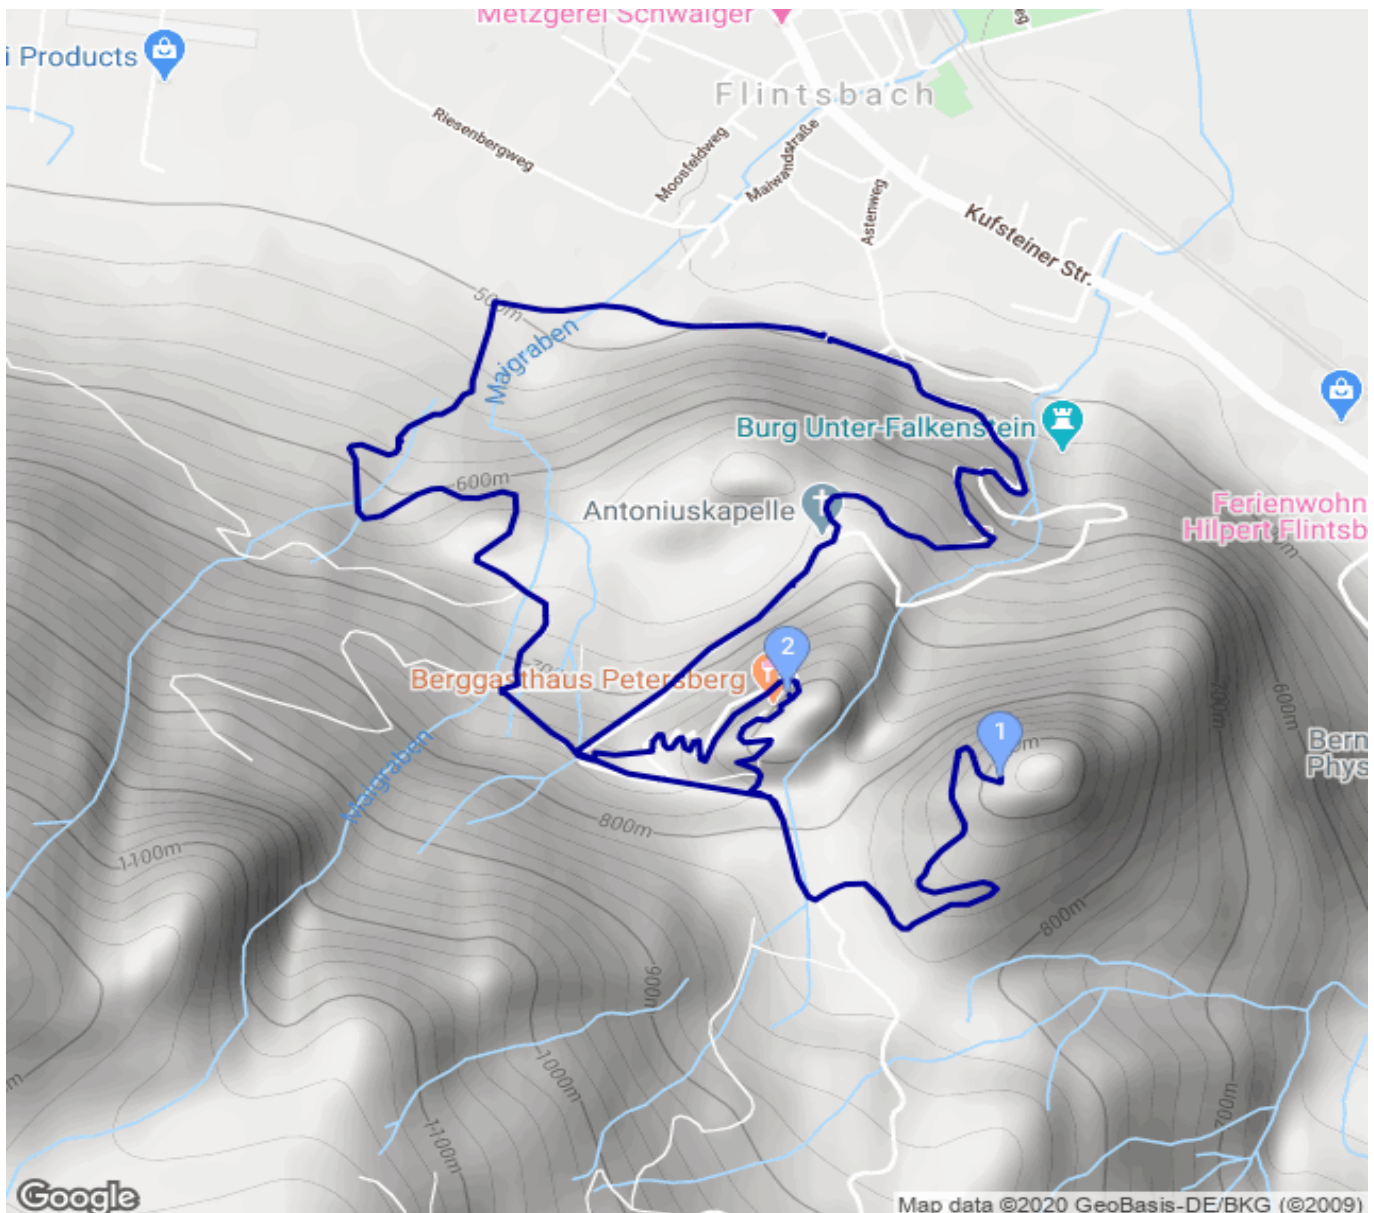 Metzgerei Schwaiger
i Products
Flintsbach
Riesenbergweg
Moosfeldweg
Maiwandstraße
Astenweg
Kufsteiner Str.
500m
Maigraben
Burg Unter-Falkenstein
600m
Antoniuskapelle
Ferienwohn
Hilpert Flintsb
2
Berggasthaus Petersberg
700m
600m
1
Bern
Phys
Maigraben
800m
1100m
800m
900m
1000m
700m
1100m
Google
Map data ©2020 GeoBasis-DE/BKG (©2009)